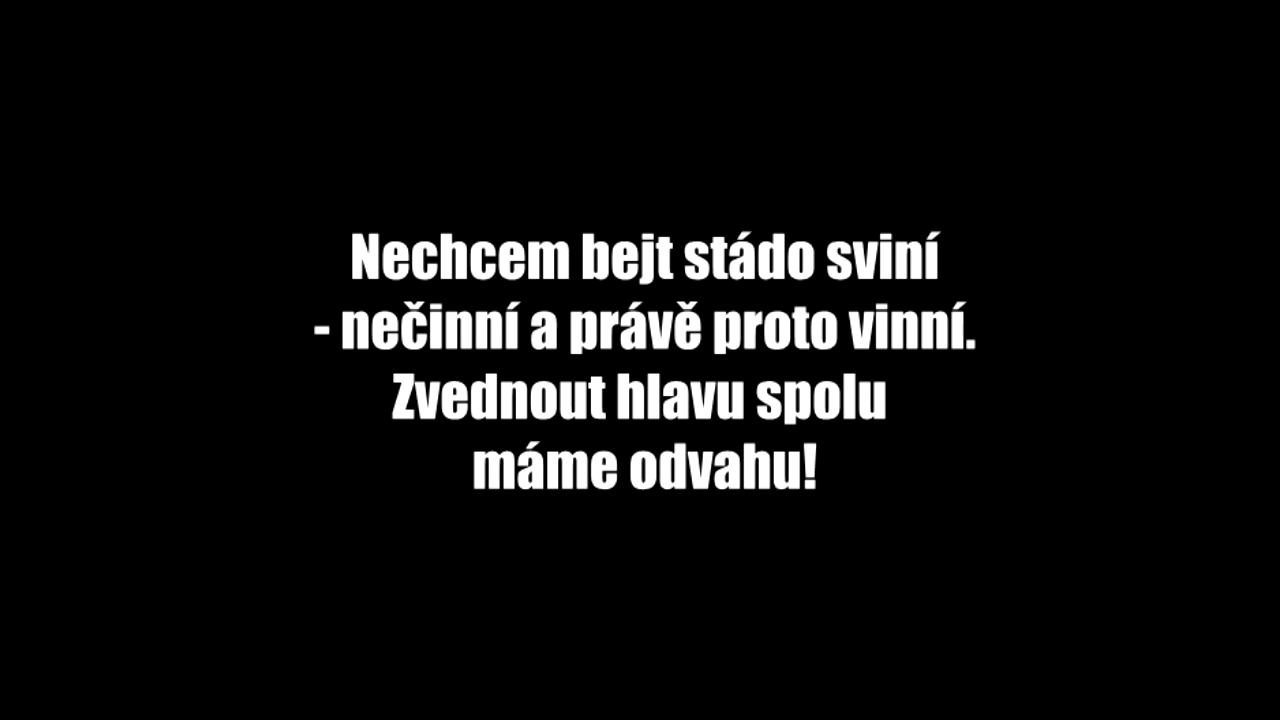 Nechcem bejt stádo sviní
- nečinní a právě proto vinní.
Zvednout hlavu spolu
máme odvahu!